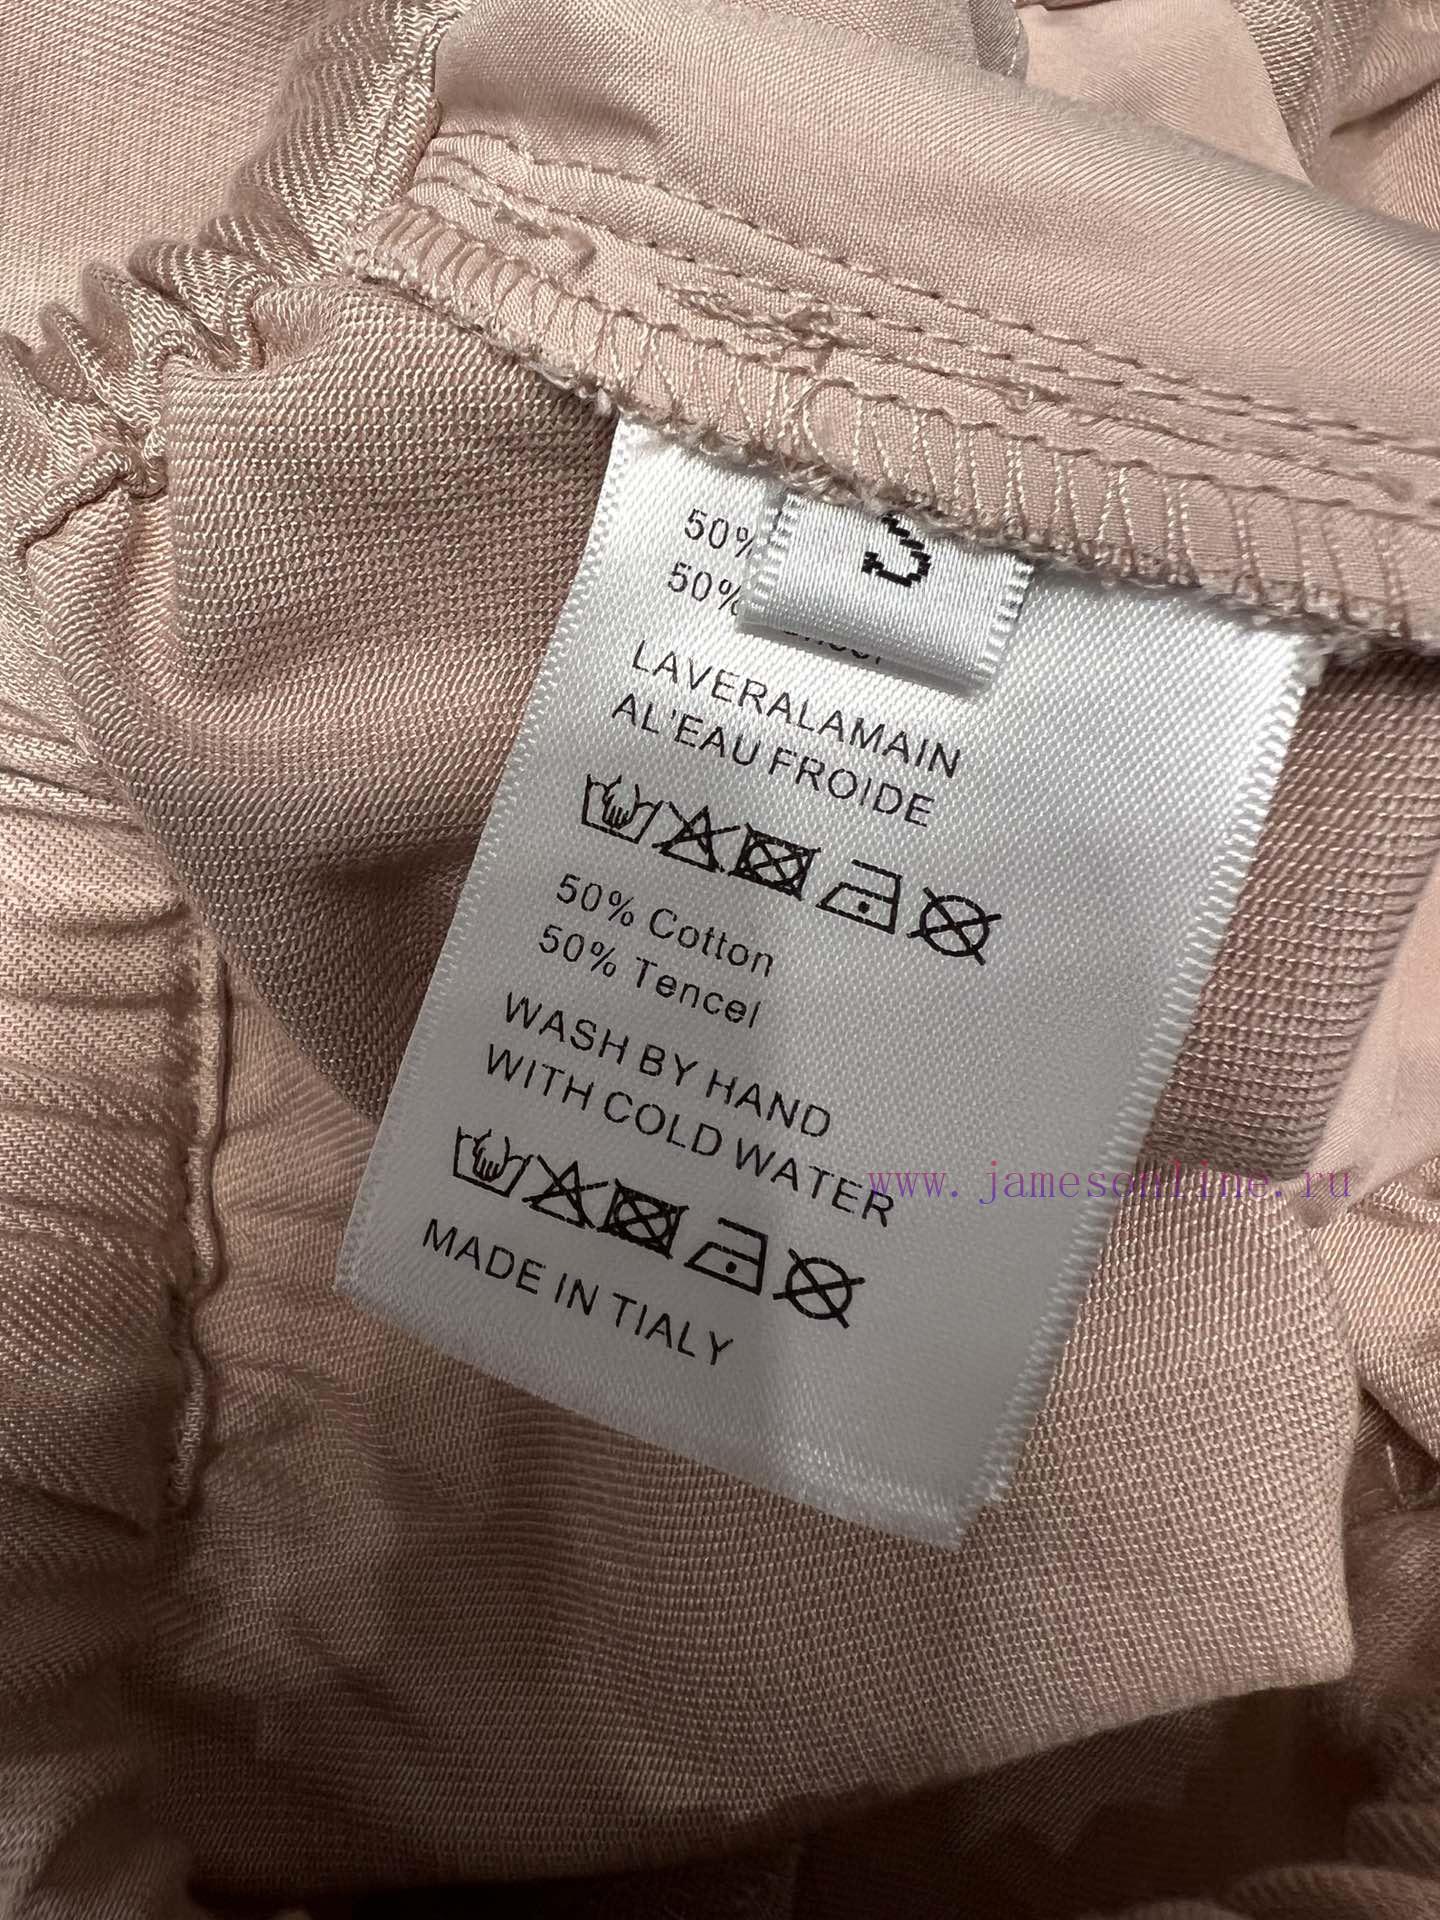 50%
50%
S
LAVERALAMAIN
AL'EAU FROIDE
50% Cotton
50% Tencel
WASH BY HAND
WITH COLD WATER
www.jamesonline.ru
MADE IN TIALY